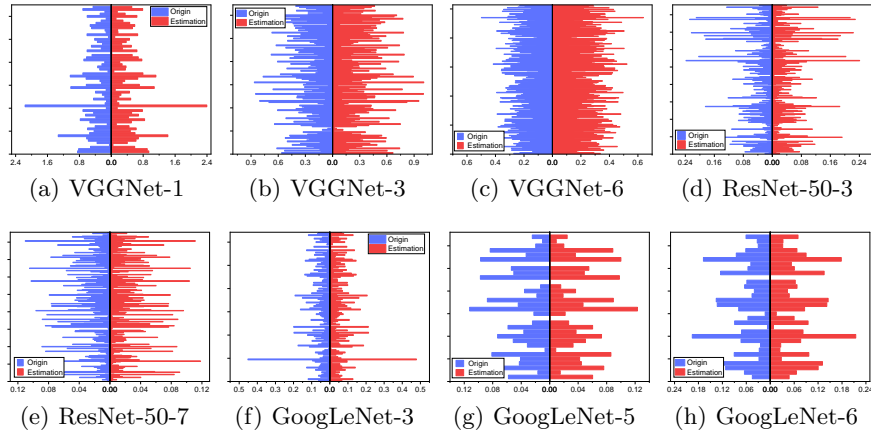 Origin
Estimation
2.4 1.6 0.8 0.0 0.8 1.6 2.4
(a) VGGNet-1
Origin
Estimation
0.9 0.6 0.3 0.0 0.3 0.6 0.9
(b) VGGNet-3
Origin
Estimation
0.6 0.4 0.2 0.0 0.2 0.4 0.6
(c) VGGNet-6
Origin
Estimation
0.24 0.16 0.08 0.00 0.08 0.16 0.24
(d) ResNet-50-3
Origin
Estimation
0.12 0.08 0.04 0.00 0.04 0.08 0.12
(e) ResNet-50-7
Origin
Estimation
0.5 0.4 0.3 0.2 0.1 0.0 0.1 0.2 0.3 0.4 0.5
(f) GoogLeNet-3
Origin
Estimation
0.12 0.08 0.04 0.00 0.04 0.08 0.12
(g) GoogLeNet-5
Origin
Estimation
0.24 0.18 0.12 0.06 0.00 0.06 0.12 0.18 0.24
(h) GoogLeNet-6